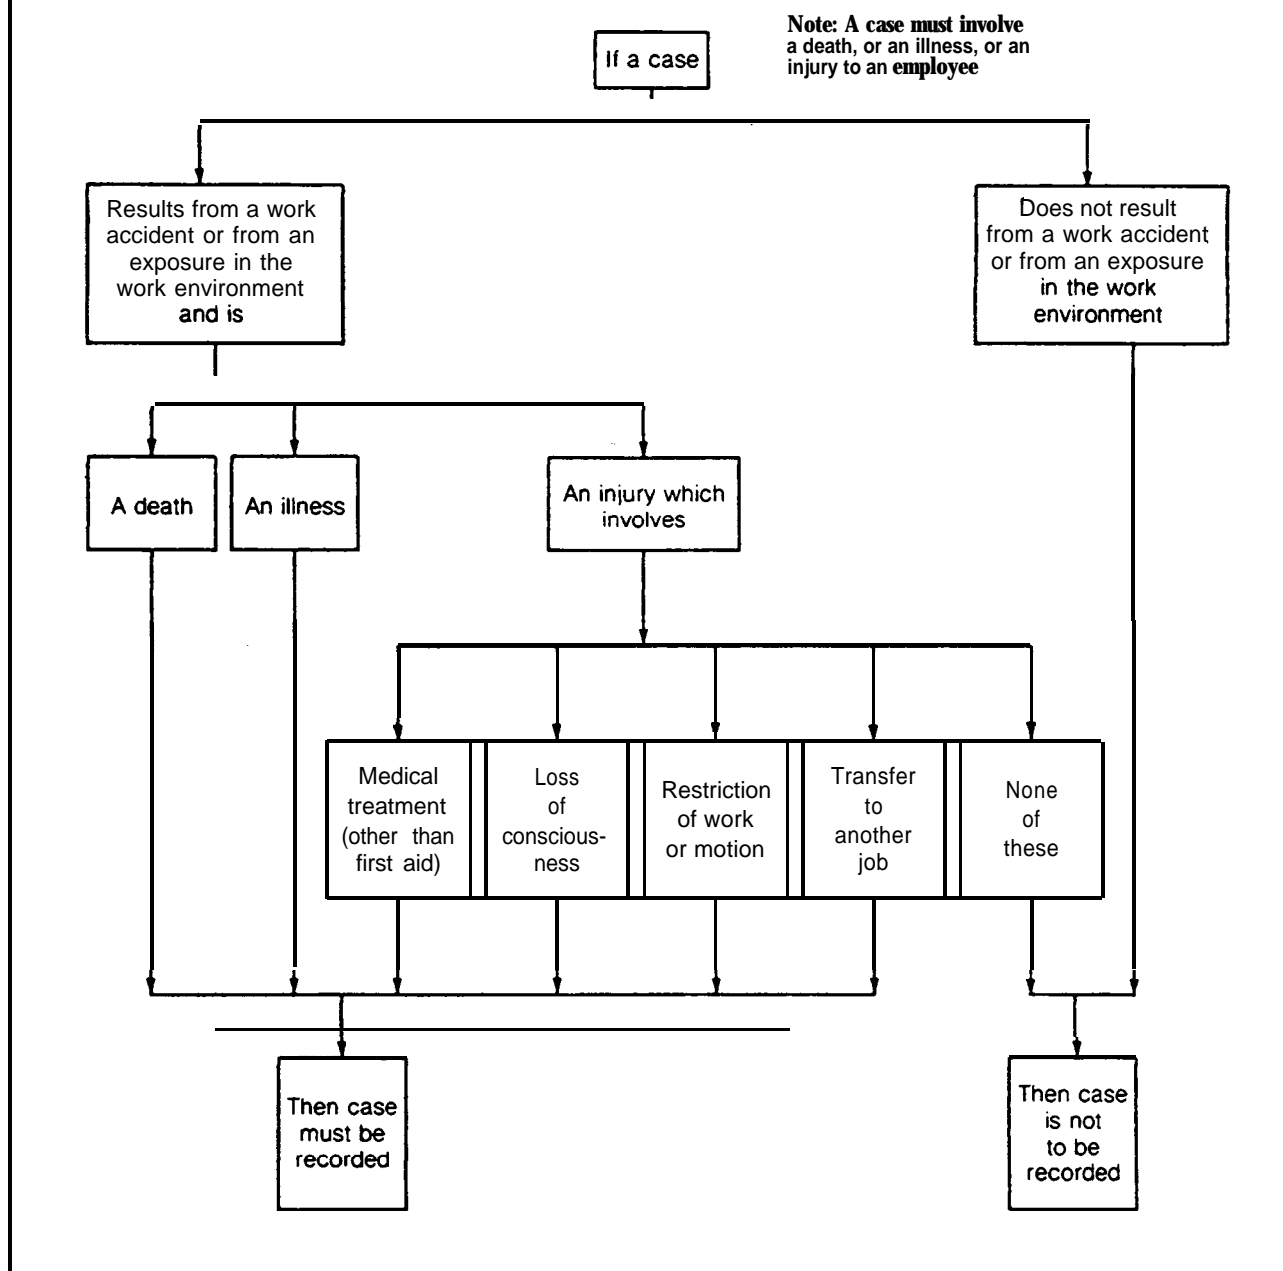 Note: A case must involve
a death, or an illness, or an
injury to an employee
If a case
Results from a work
accident or from an
exposure in the
work environment
and is
Does not result
from a work accident
or from an exposure
in the work
environment
A death
An illness
An injury which
involves
Medical
treatment
(other than
first aid)
Loss
of
conscious-
ness
Restriction
of work
or motion
Transfer
to
another
job
None
of
these
Then case
must be
recorded
Then case
is not
to be
recorded